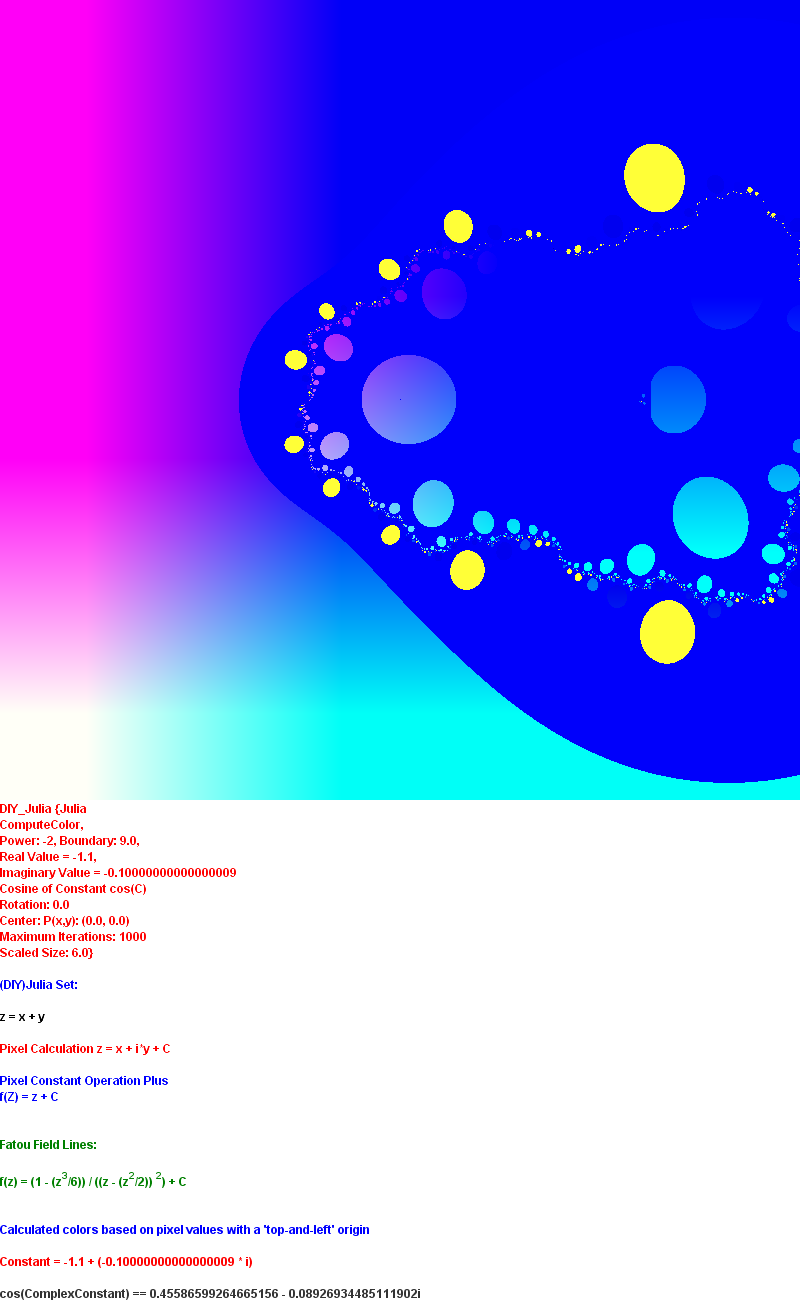 DIY_Julia {Julia
ComputeColor,
Power: -2, Boundary: 9.0,
Real Value = -1.1,
Imaginary Value = -0.10000000000000009
Cosine of Constant cos(C)
Rotation: 0.0
Center: P(x,y): (0.0, 0.0)
Maximum Iterations: 1000
Scaled Size: 6.0}
(DIY)Julia Set:
z = x + y
Pixel Calculation z = x + i*y + C
Pixel Constant Operation Plus
f(Z) = z + C
Fatou Field Lines:
f(z) = (1 - (z³/6)) / ((z - (z²/2)) ²) + C
Calculated colors based on pixel values with a 'top-and-left' origin
Constant = -1.1 + (-0.10000000000000009 * i)
cos(ComplexConstant) == 0.45586599264665156 - 0.08926934485111902i